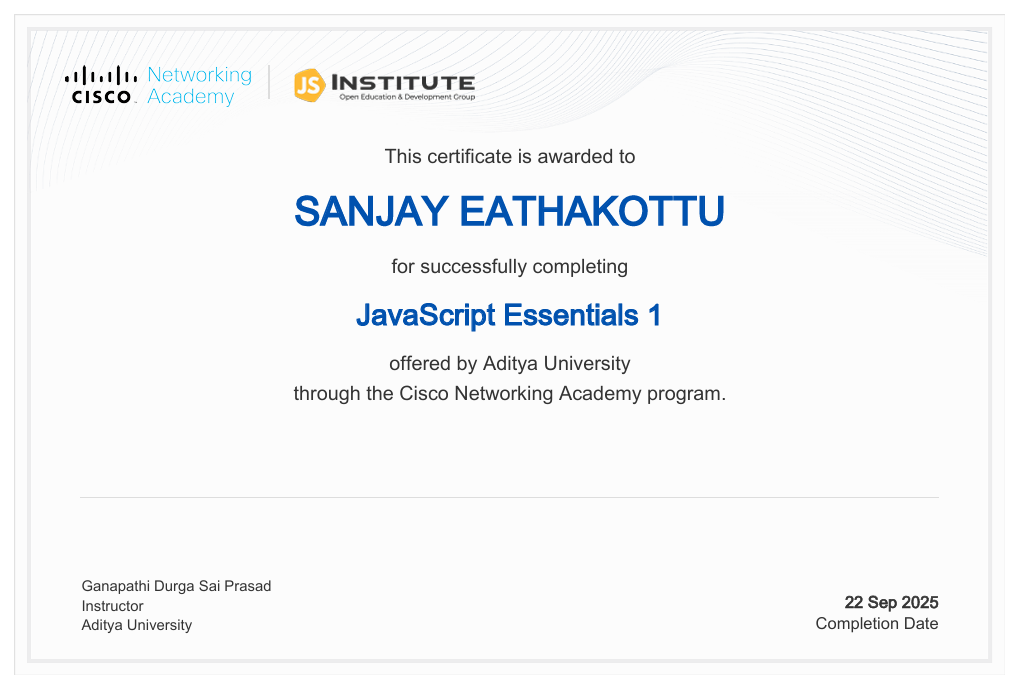 Networking
CISCO Academy
JS INSTITUTE
Open Education & Development Group
This certificate is awarded to
SANJAY EATHAKOTTU
for successfully completing
JavaScript Essentials 1
offered by Aditya University
through the Cisco Networking Academy program.
Ganapathi Durga Sai Prasad
Instructor
Aditya University
22 Sep 2025
Completion Date